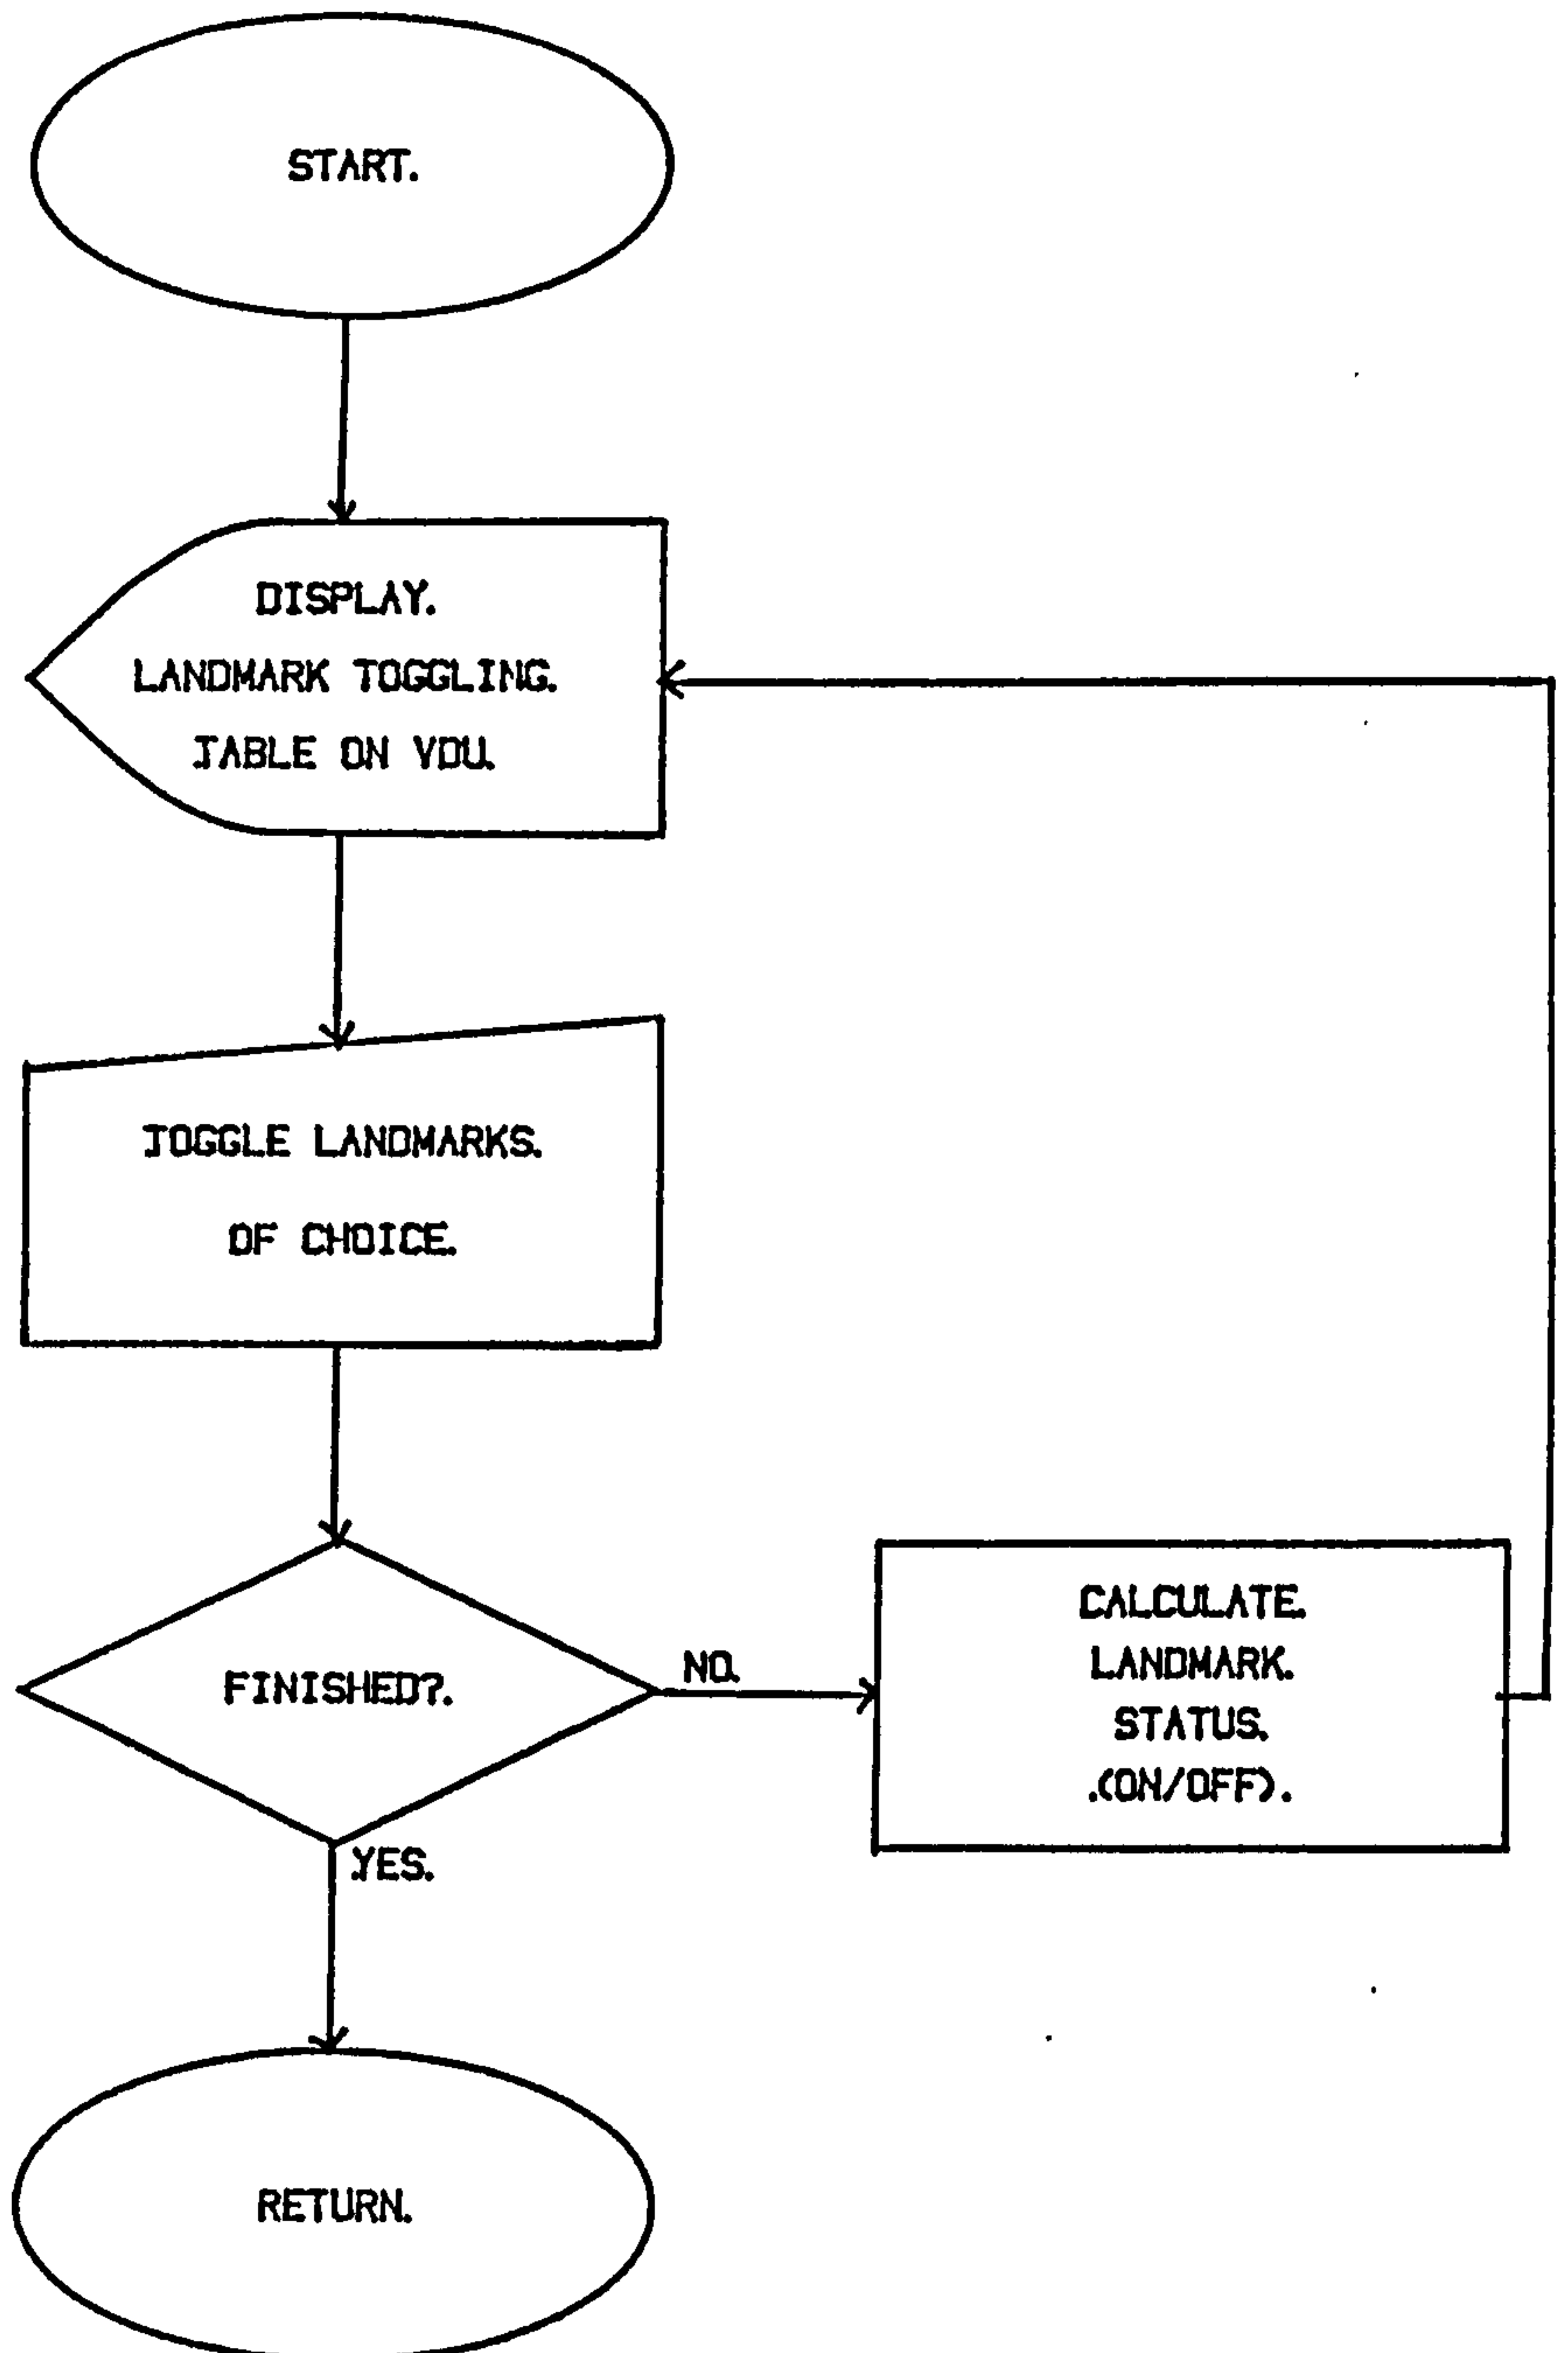 START.
DISPLAY.
LANDMARK TOGGLING.
TABLE ON VDU.
TOGGLE LANDMARKS.
OF CHOICE.
FINISHED?.
NO.
CALCULATE.
LANDMARK.
STATUS.
.(ON/OFF).
.YES.
RETURN.